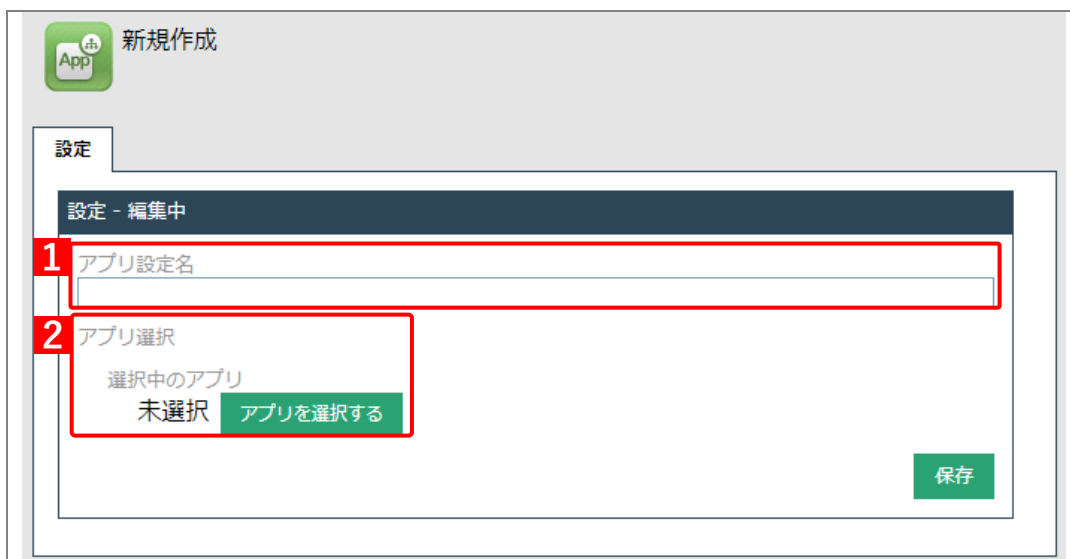 App
新規作成
設定
設定 - 編集中
1
アプリ設定名
2
アプリ選択
選択中のアプリ
未選択 アプリを選択する
保存